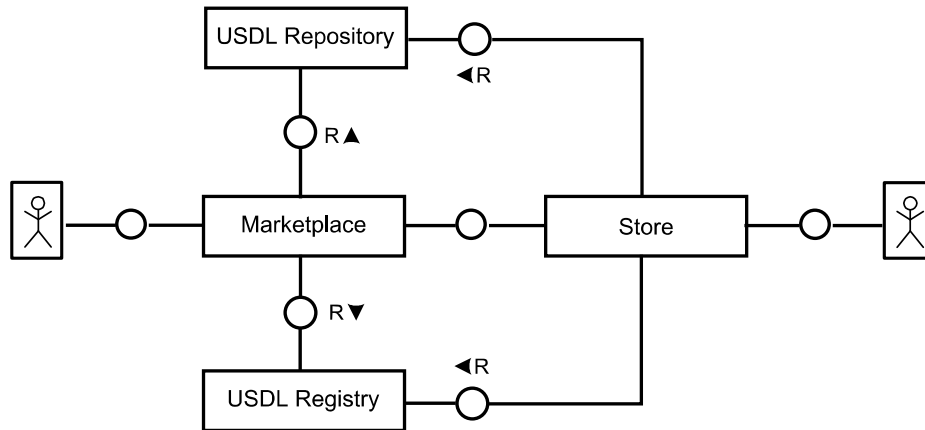 USDL Repository
◄R
R▲
Marketplace
Store
R▼
◄R
USDL Registry